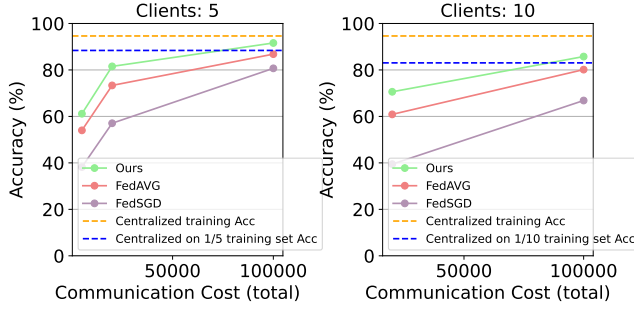 Clients: 5
Accuracy (%)
100
80
60
40
20
0
Ours
FedAVG
FedSGD
Centralized training Acc
Centralized on 1/5 training set Acc
50000
100000
Communication Cost (total)
Clients: 10
Accuracy (%)
100
80
60
40
20
0
Ours
FedAVG
FedSGD
Centralized training Acc
Centralized on 1/10 training set Acc
50000
100000
Communication Cost (total)